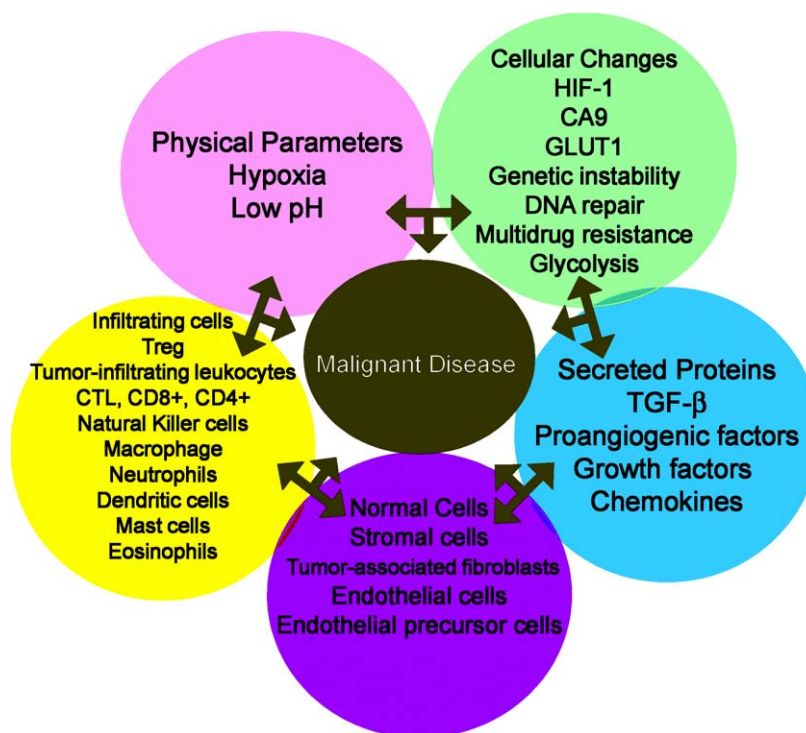 Physical Parameters
Hypoxia
Low pH
Cellular Changes
HIF-1
CA9
GLUT1
Genetic instability
DNA repair
Multidrug resistance
Glycolysis
Malignant Disease
Infiltrating cells
Treg
Tumor-infiltrating leukocytes
CTL, CD8+, CD4+
Natural Killer cells
Macrophage
Neutrophils
Dendritic cells
Mast cells
Eosinophils
Secreted Proteins
TGF-β
Proangiogenic factors
Growth factors
Chemokines
Normal Cells
Stromal cells
Tumor-associated fibroblasts
Endothelial cells
Endothelial precursor cells